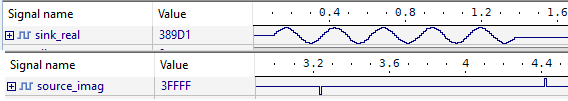 Signal name Value 0.4 0.8 1.2 1.6
sink_real 389D1
Signal name Value 3.2 3.6 4 4.4
source_imag 3FFFF